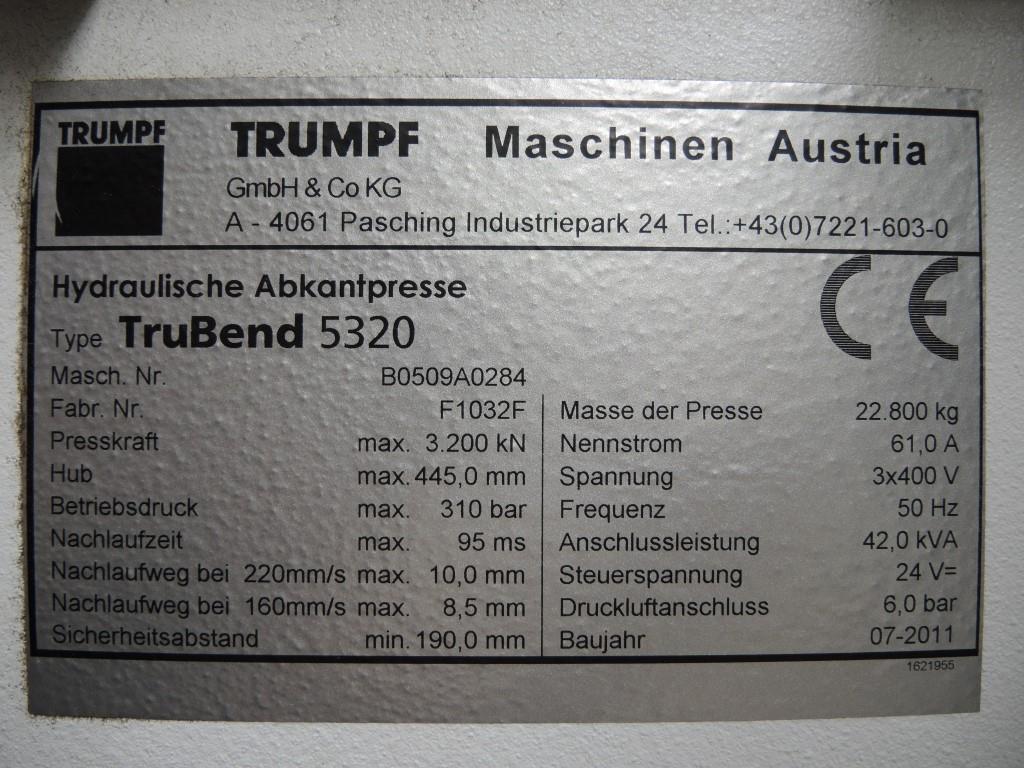 TRUMPF
TRUMPF Maschinen Austria
GmbH & Co KG
A - 4061 Pasching Industriepark 24 Tel.:+43(0)7221-603-0
CE
Hydraulische Abkantpresse
Type TruBend 5320
Masch. Nr. B0509A0284
Fabr. Nr. F1032F
Presskraft max. 3.200 kN
Hub max. 445,0 mm
Betriebsdruck max. 310 bar
Nachlaufzeit max. 95 ms
Nachlaufweg bei 220mm/s max. 10,0 mm
Nachlaufweg bei 160mm/s max. 8,5 mm
Sicherheitsabstand min. 190,0 mm
Masse der Presse 22.800 kg
Nennstrom 61,0 A
Spannung 3x400 V
Frequenz 50 Hz
Anschlussleistung 42,0 kVA
Steuerspannung 24 V=
Druckluftanschluss 6,0 bar
Baujahr 07-2011
1621955